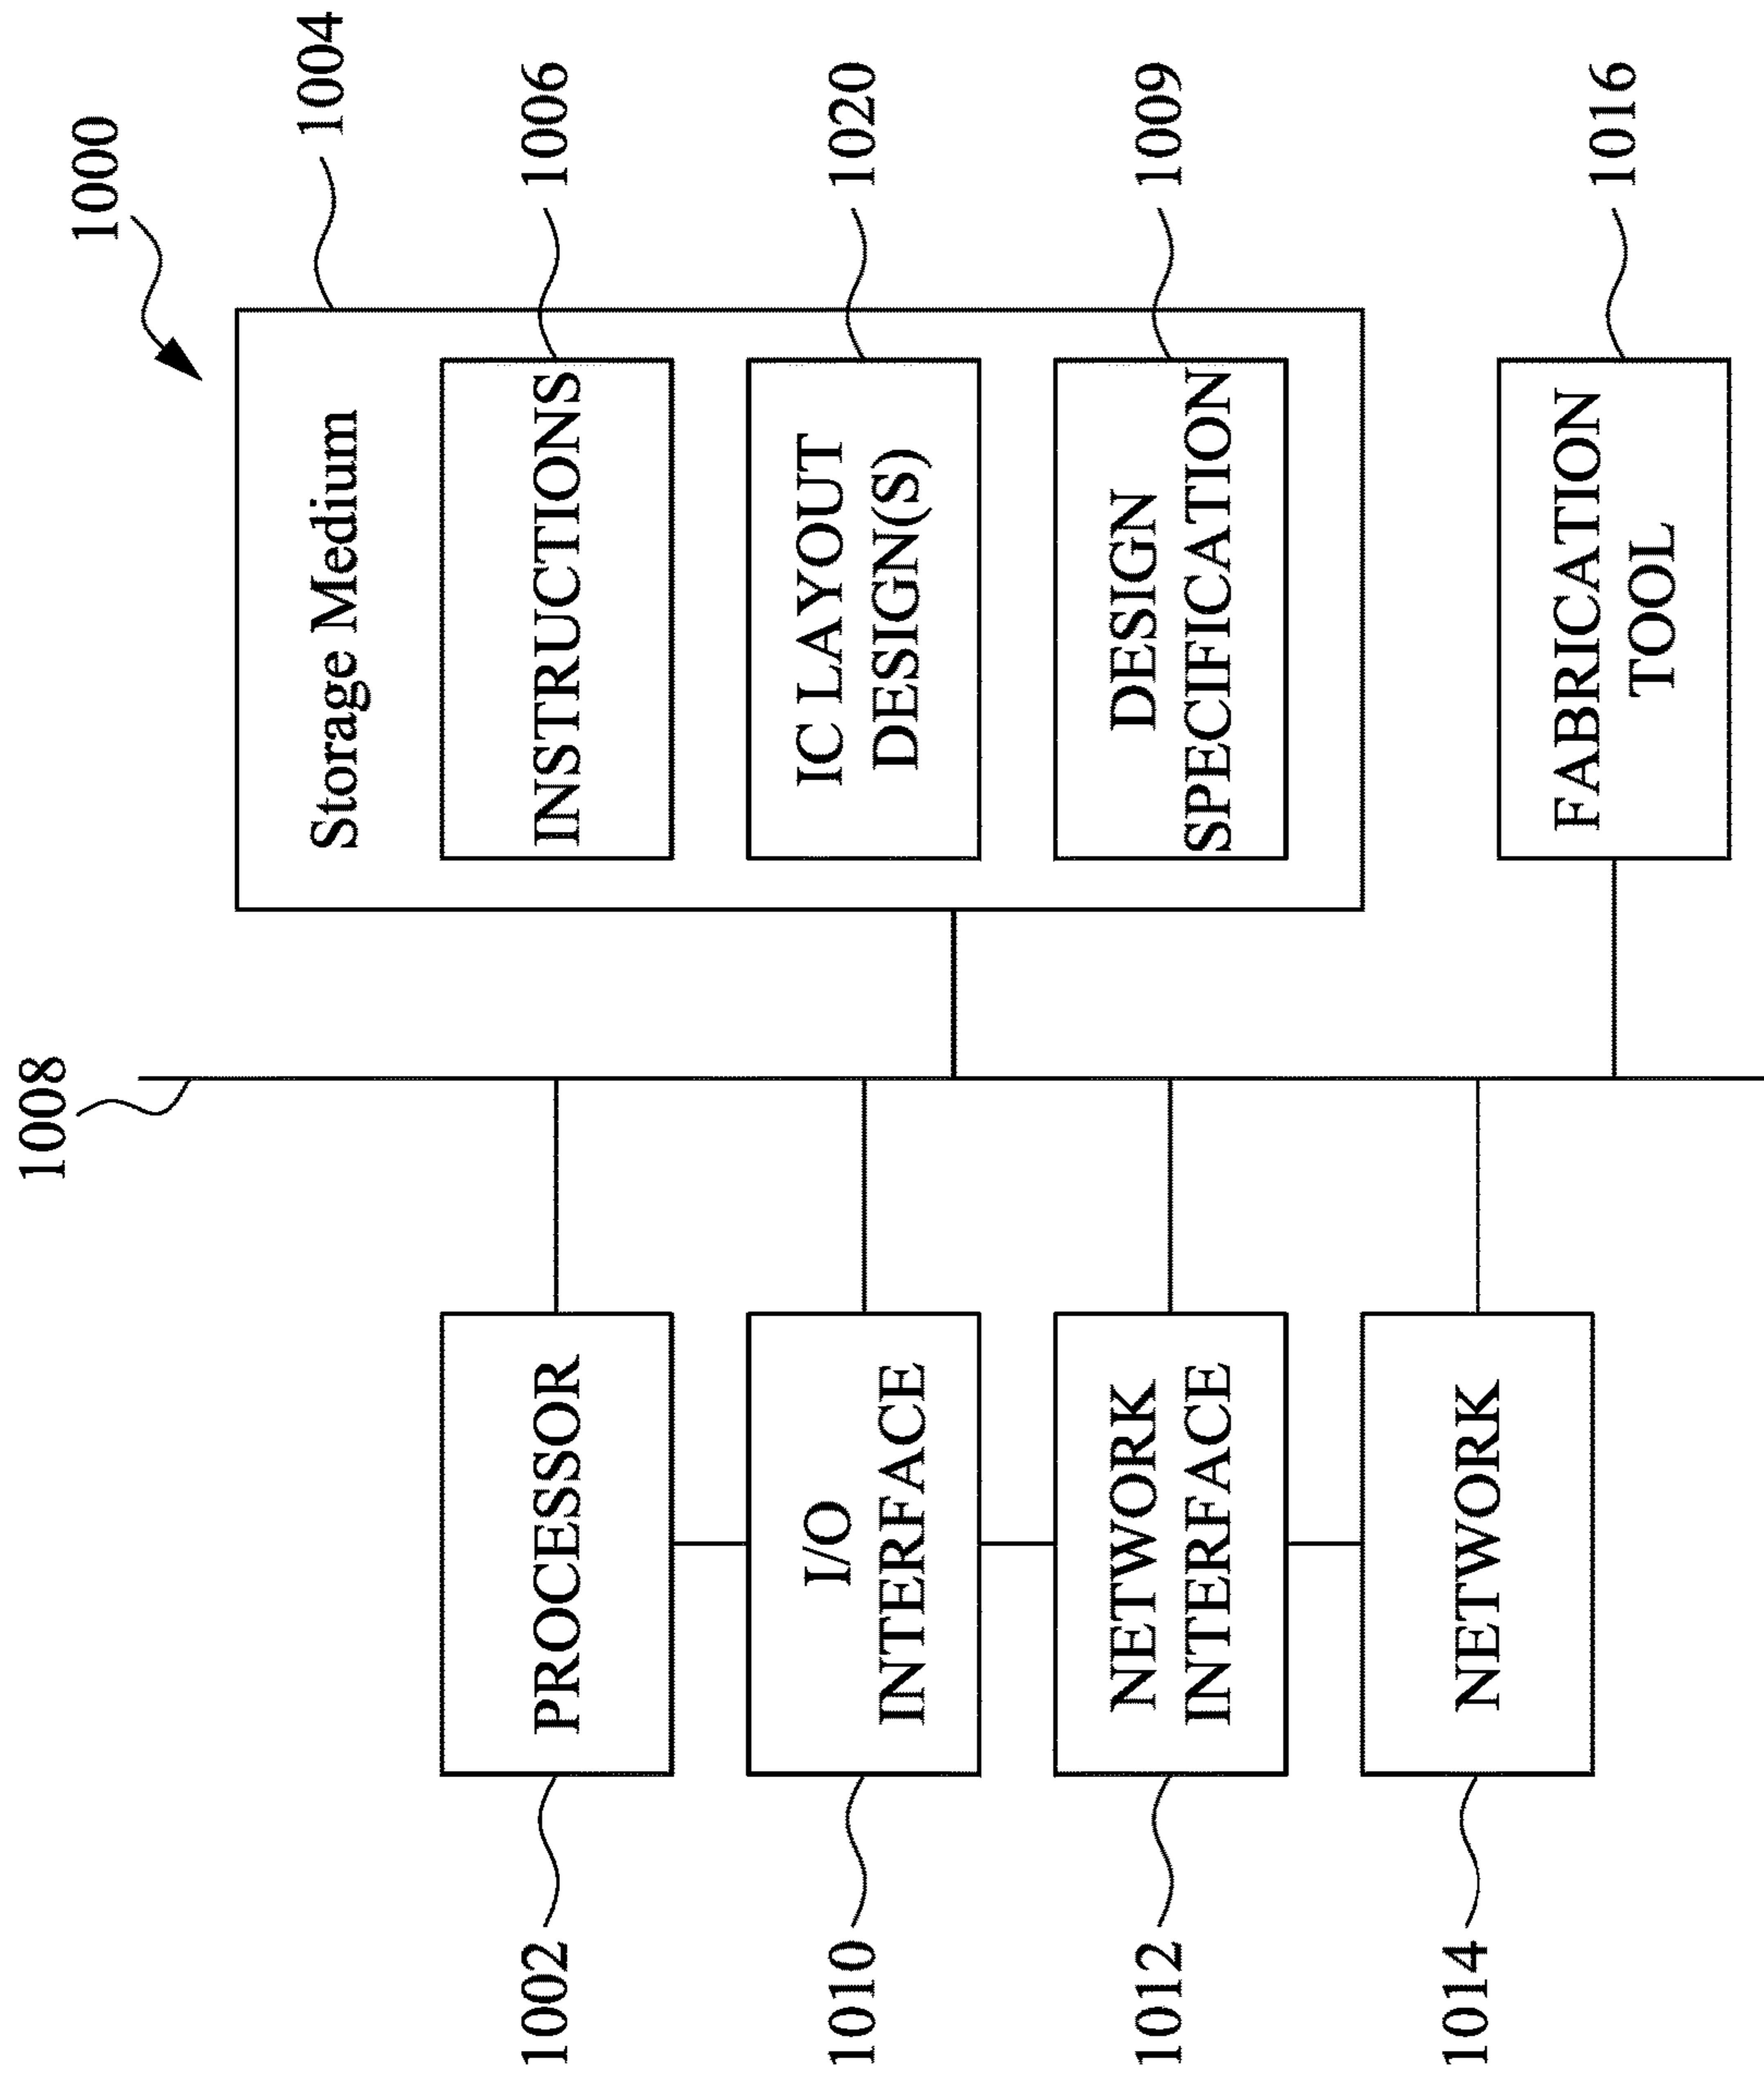 1000
1008
1004
Storage Medium
1002
PROCESSOR
INSTRUCTIONS
1006
1010
I/O
INTERFACE
IC LAYOUT
DESIGN(S)
1020
1012
NETWORK
INTERFACE
DESIGN
SPECIFICATION
1009
1014
NETWORK
FABRICATION
TOOL
1016